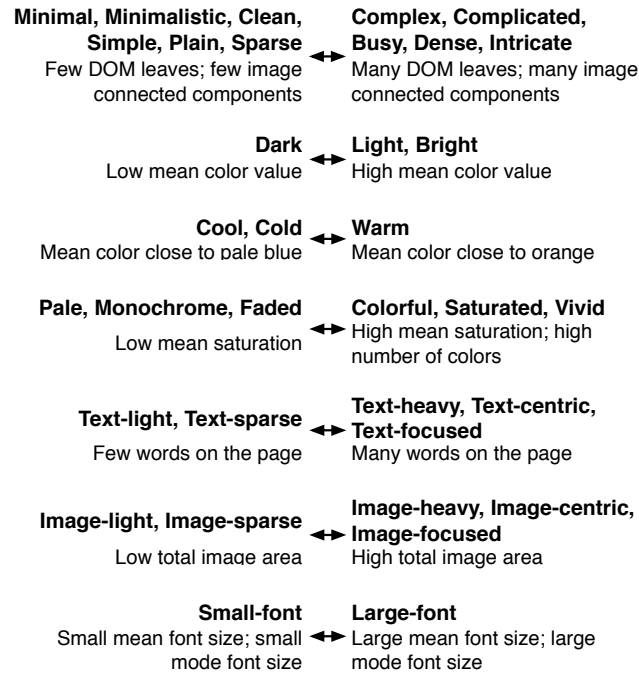 Minimal, Minimalistic, Clean,
Simple, Plain, Sparse
Few DOM leaves; few image
connected components
Complex, Complicated,
Busy, Dense, Intricate
Many DOM leaves; many image
connected components
Dark
Low mean color value
Light, Bright
High mean color value
Cool, Cold
Mean color close to pale blue
Warm
Mean color close to orange
Pale, Monochrome, Faded
Low mean saturation
Colorful, Saturated, Vivid
High mean saturation; high
number of colors
Text-light, Text-sparse
Few words on the page
Text-heavy, Text-centric,
Text-focused
Many words on the page
Image-light, Image-sparse
Low total image area
Image-heavy, Image-centric,
Image-focused
High total image area
Small-font
Small mean font size; small
mode font size
Large-font
Large mean font size; large
mode font size